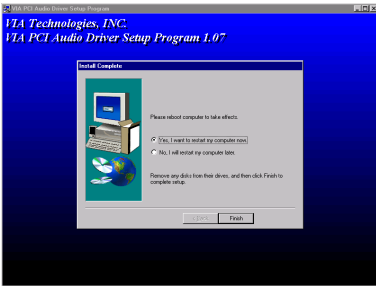 VIA PCI Audio Driver Setup Program
VIA Technologies, INC.
VIA PCI Audio Driver Setup Program 1.07
Install Complete
Please reboot computer to take effects.
Yes, I want to restart my computer now.
No, I will restart my computer later.
Remove any disks from their drives, and then click Finish to
complete setup.
< Back
Finish